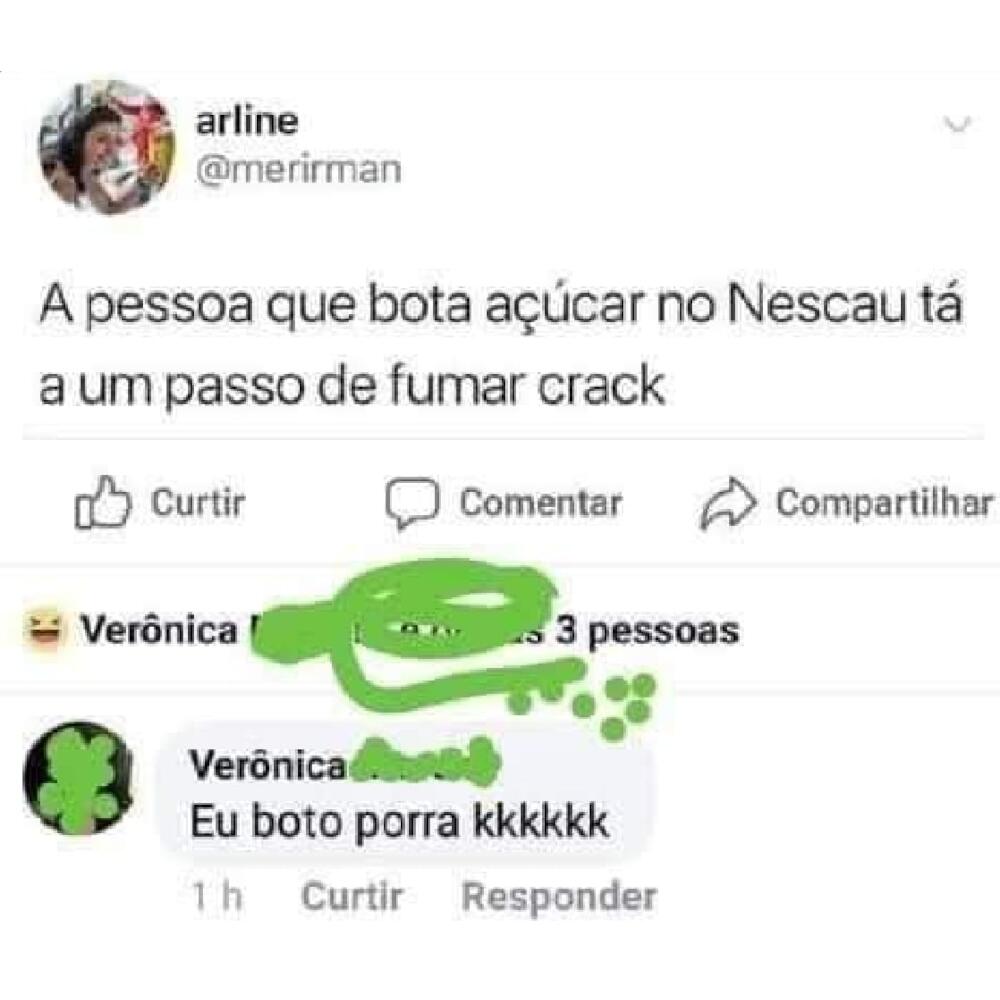 arline
@merirman
A pessoa que bota açúcar no Nescau tá
a um passo de fumar crack
Curtir Comentar Compartilhar
Verônica 3 pessoas
Verônica
Eu boto porra kkkkkk
1 h Curtir Responder